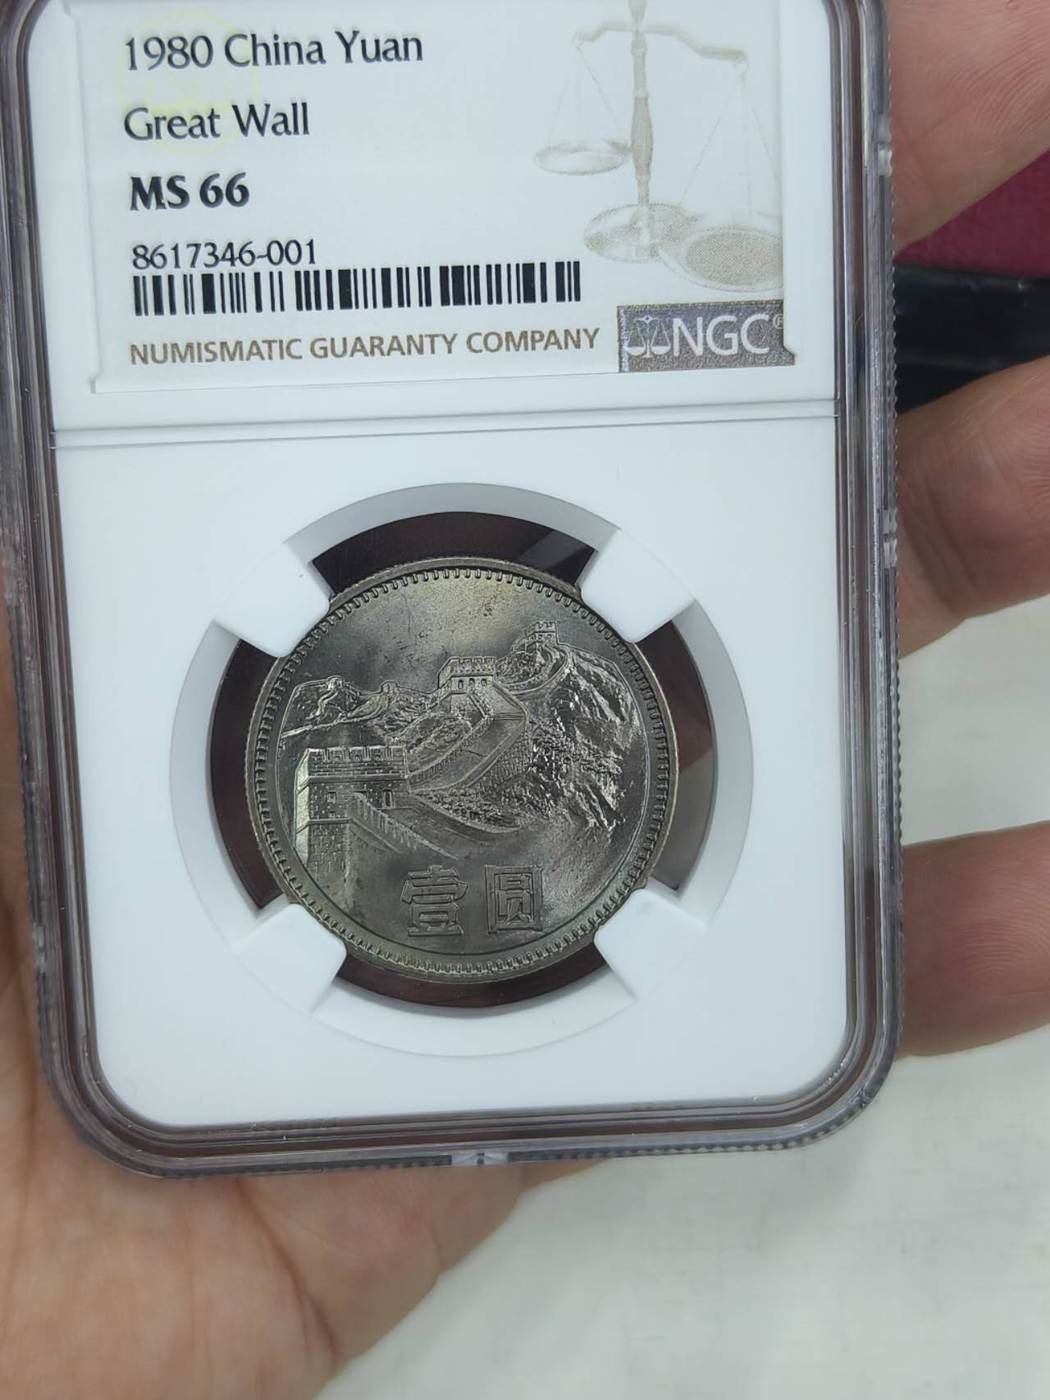 1980 China Yuan
Great Wall
MS 66
8617346-001
NUMISMATIC GUARANTY COMPANY
NGC®
壹圆